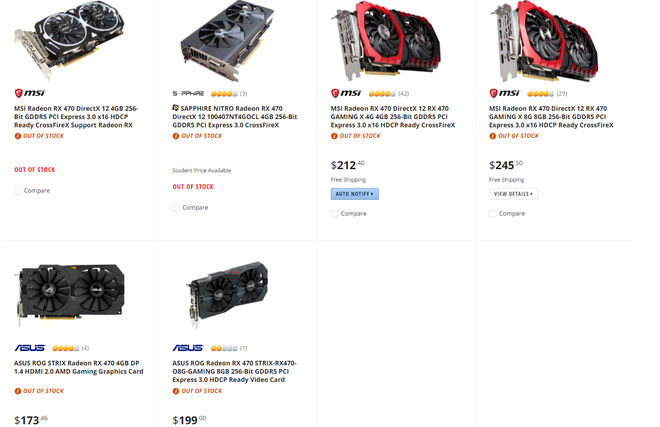 msi
MSI Radeon RX 470 DirectX 12 4GB 256-
Bit GDDR5 PCI Express 3.0 x16 HDCP
Ready CrossFireX Support Radeon RX
OUT OF STOCK
OUT OF STOCK
Compare
SAPPHIRE (3)
SAPPHIRE NITRO Radeon RX 470
DirectX 12 100407NT4GOCL 4GB 256-Bit
GDDR5 PCI Express 3.0 CrossFireX
OUT OF STOCK
Student Price Available
OUT OF STOCK
Compare
msi (42)
MSI Radeon RX 470 DirectX 12 RX 470
GAMING X 4G 4GB 256-Bit GDDR5 PCI
Express 3.0 x16 HDCP Ready CrossFireX
OUT OF STOCK
$212.40
Free Shipping
AUTO NOTIFY
Compare
msi (29)
MSI Radeon RX 470 DirectX 12 RX 470
GAMING X 8G 8GB 256-Bit GDDR5 PCI
Express 3.0 x16 HDCP Ready CrossFireX
OUT OF STOCK
$245.50
Free Shipping
VIEW DETAILS
Compare
ASUS (4)
ASUS ROG STRIX Radeon RX 470 4GB DP
1.4 HDMI 2.0 AMD Gaming Graphics Card
OUT OF STOCK
$173.46
ASUS (7)
ASUS ROG Radeon RX 470 STRIX-RX470-
O8G-GAMING 8GB 256-Bit GDDR5 PCI
Express 3.0 HDCP Ready Video Card
OUT OF STOCK
$199.00